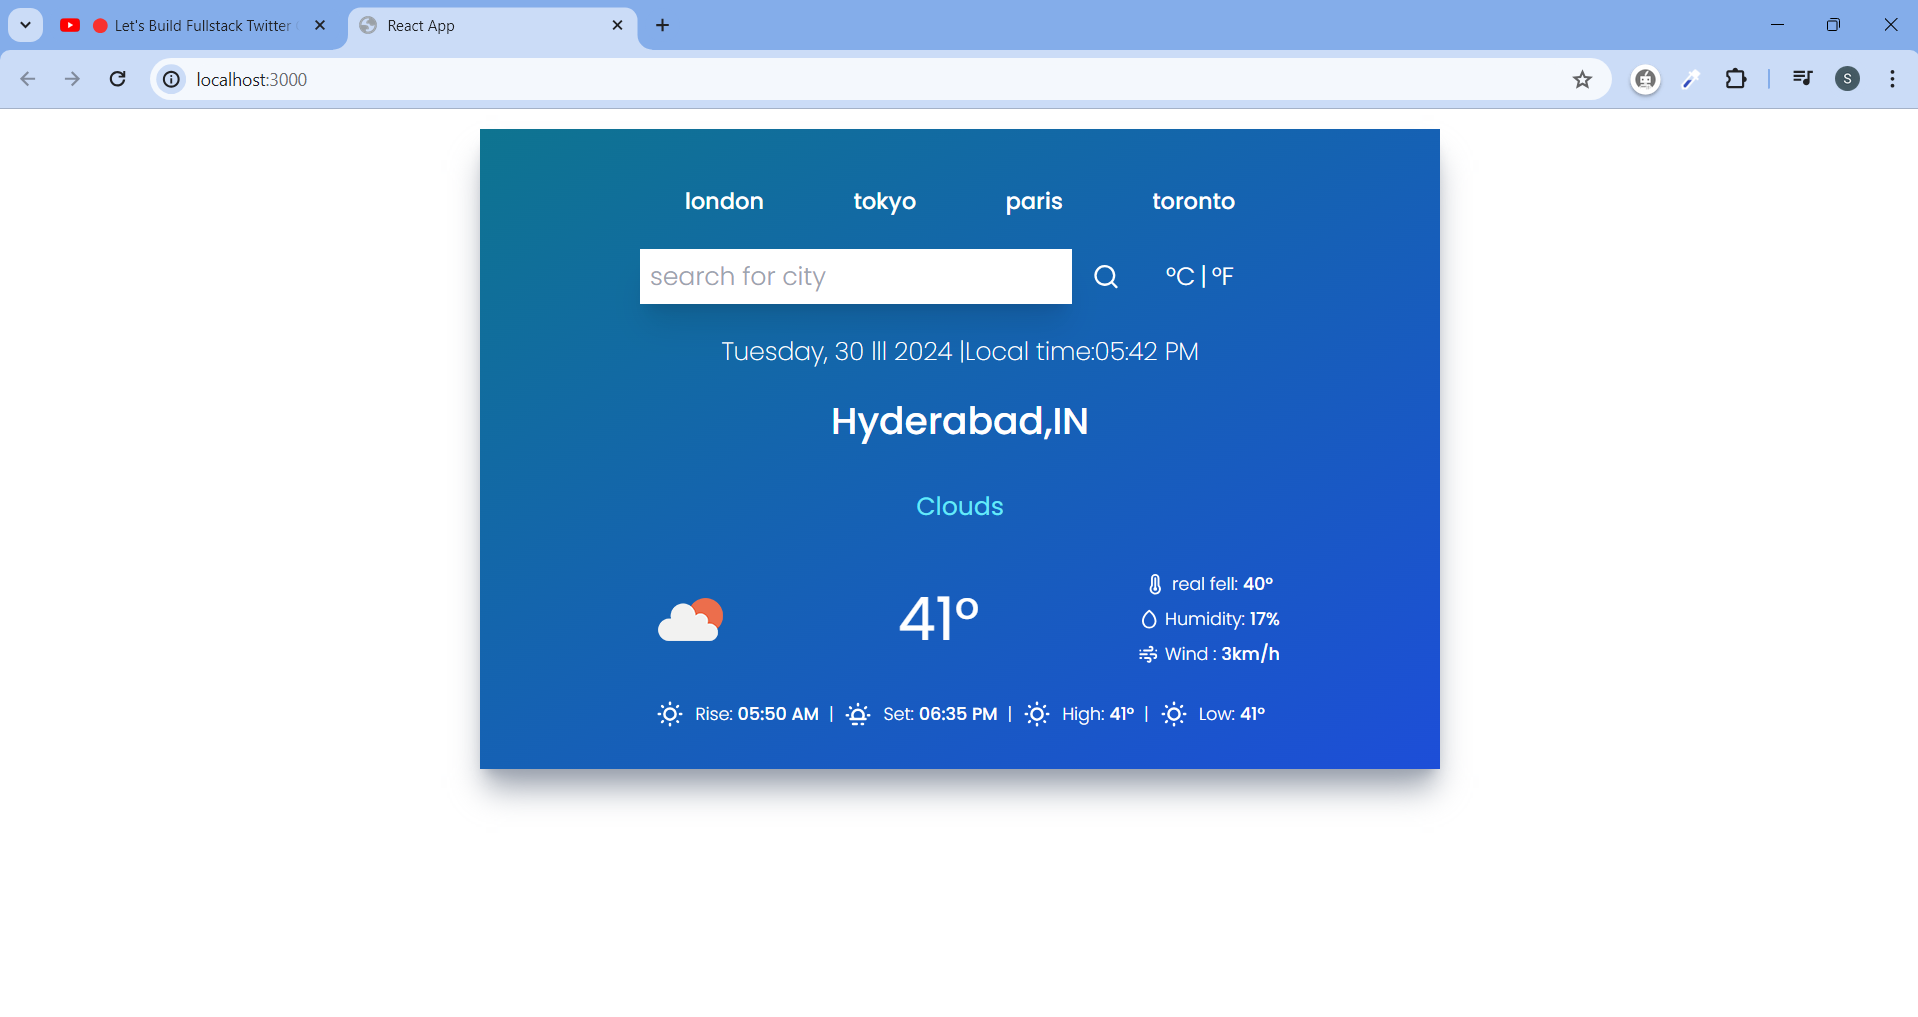 Let's Build Fullstack Twitter
React App
localhost:3000
S
london tokyo paris toronto
search for city
°C | °F
Tuesday, 30 lll 2024 |Local time:05:42 PM
Hyderabad,IN
Clouds
41°
real fell: 40°
Humidity: 17%
Wind : 3km/h
Rise: 05:50 AM | Set: 06:35 PM | High: 41° | Low: 41°